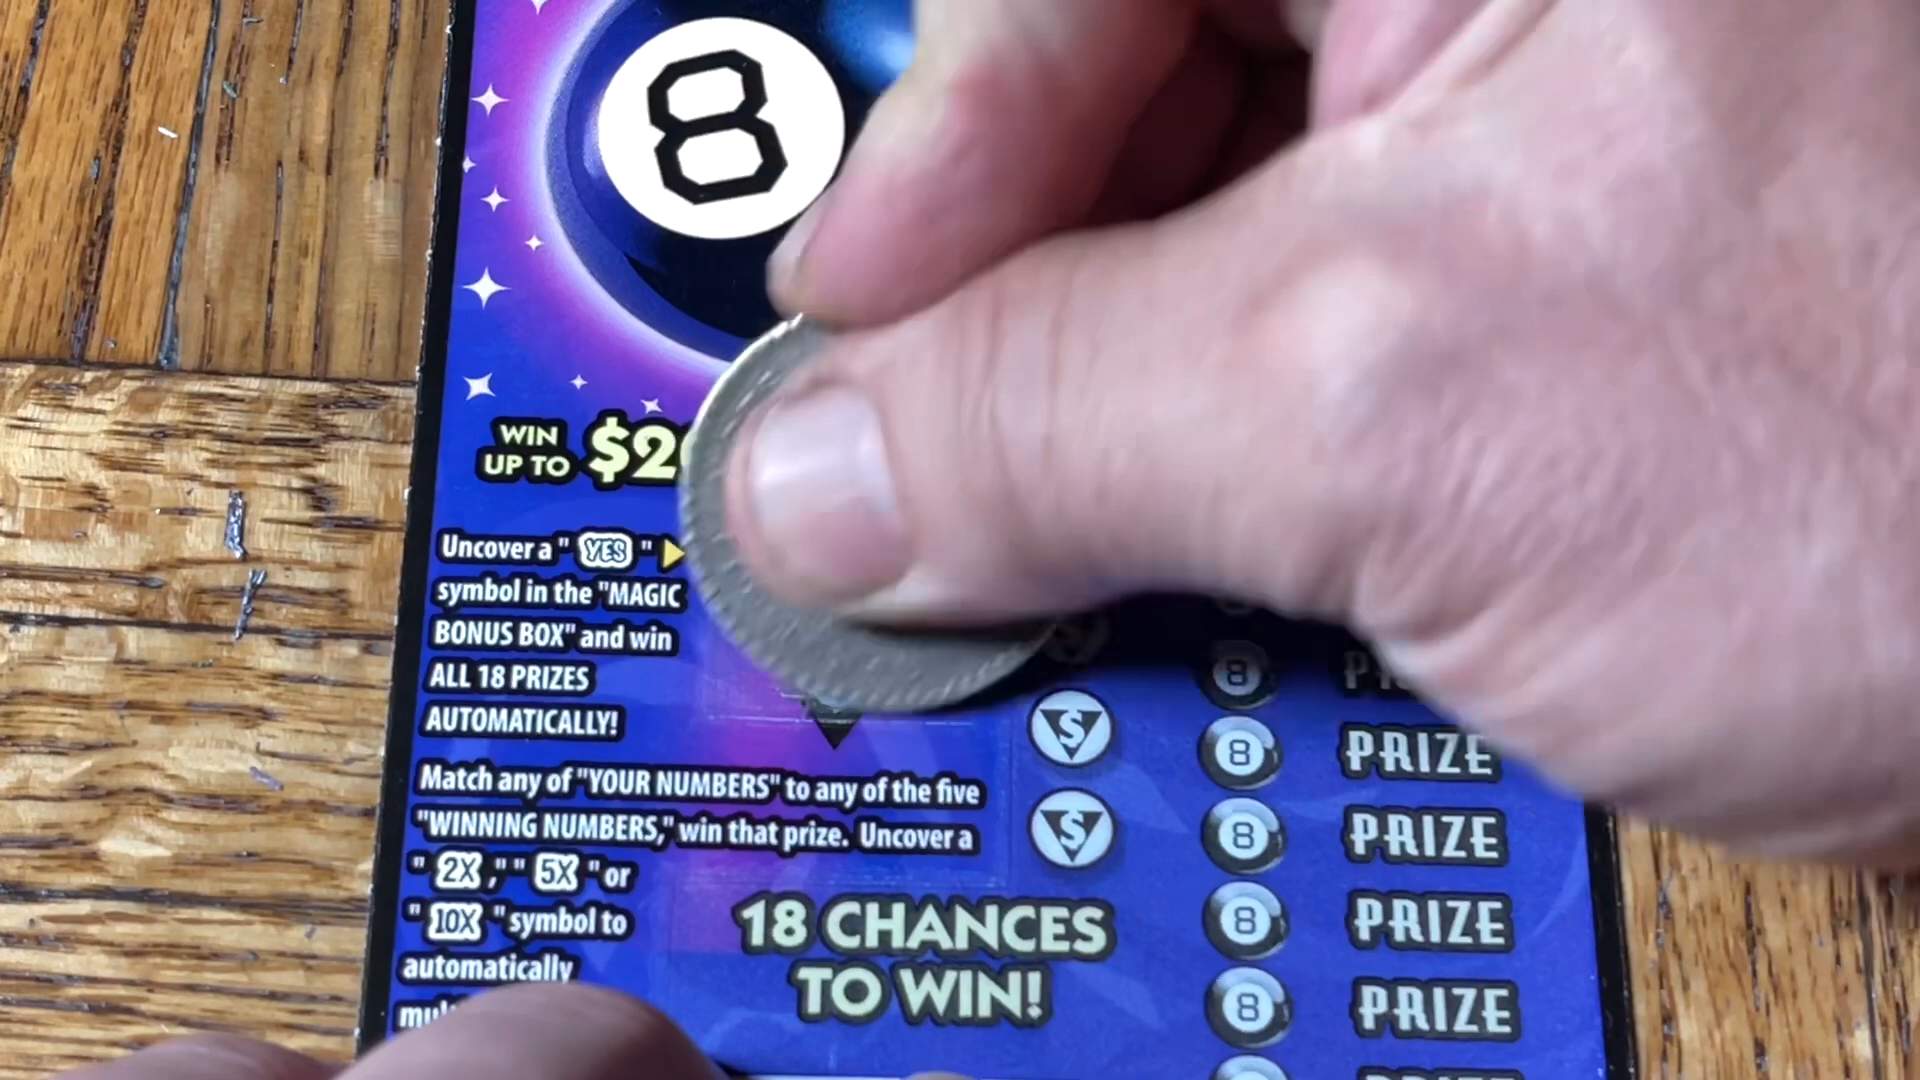 8
WIN
UP TO
Uncover a " YES "
symbol in the "MAGIC
BONUS BOX" and win
ALL 18 PRIZES
AUTOMATICALLY!
Match any of "YOUR NUMBERS" to any of the five
"WINNING NUMBERS," win that prize. Uncover a
" 2X ," " 5X " or
" 10X " symbol to
automatically
18 CHANCES
TO WIN!
$
$
8
8 PRIZE
8 PRIZE
8 PRIZE
8 PRIZE